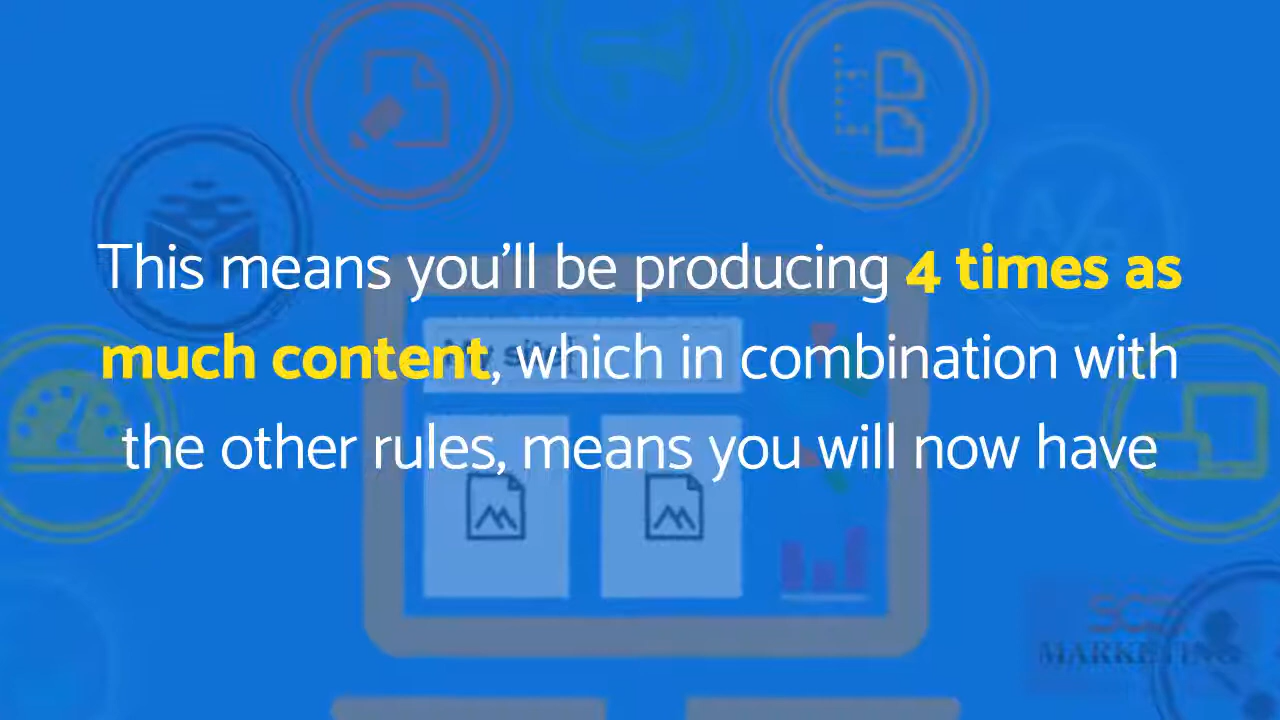 This means you'll be producing 4 times as
much content, which in combination with
the other rules, means you will now have
MARKETING